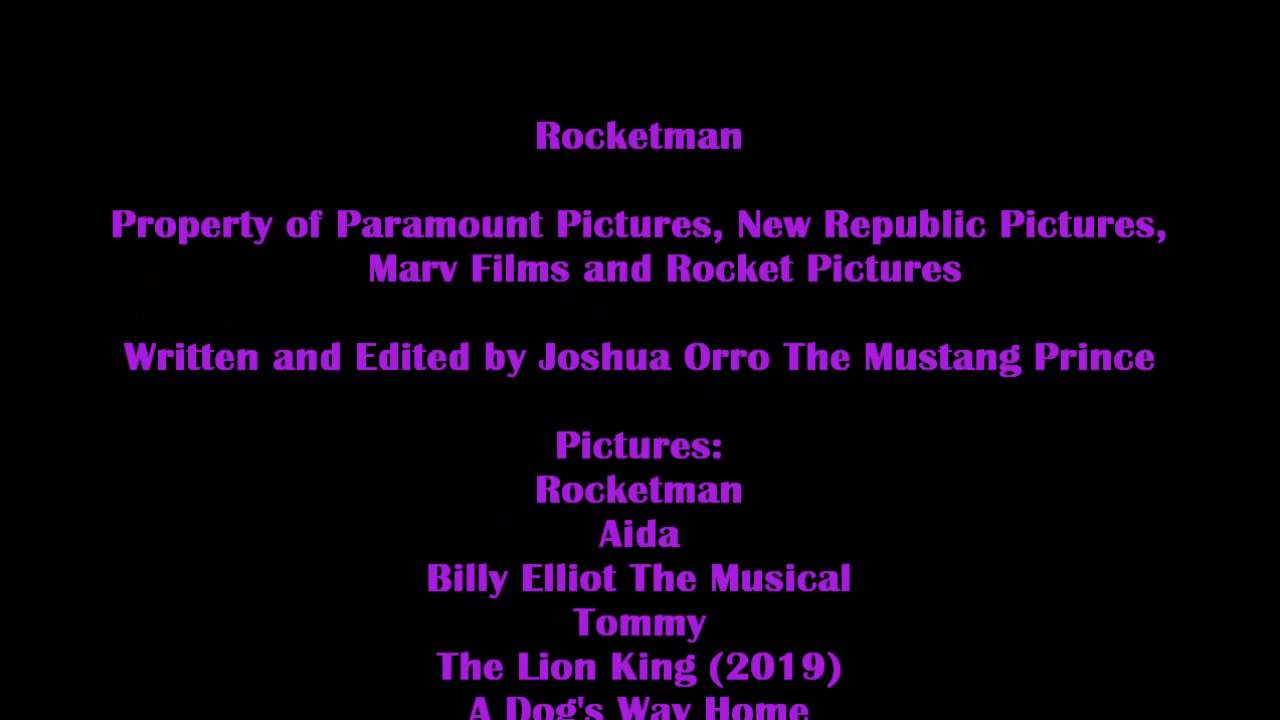 Rocketman
Property of Paramount Pictures, New Republic Pictures,
Marv Films and Rocket Pictures
Written and Edited by Joshua Orro The Mustang Prince
Pictures:
Rocketman
Aida
Billy Elliot The Musical
Tommy
The Lion King (2019)
A Dog's Way Home